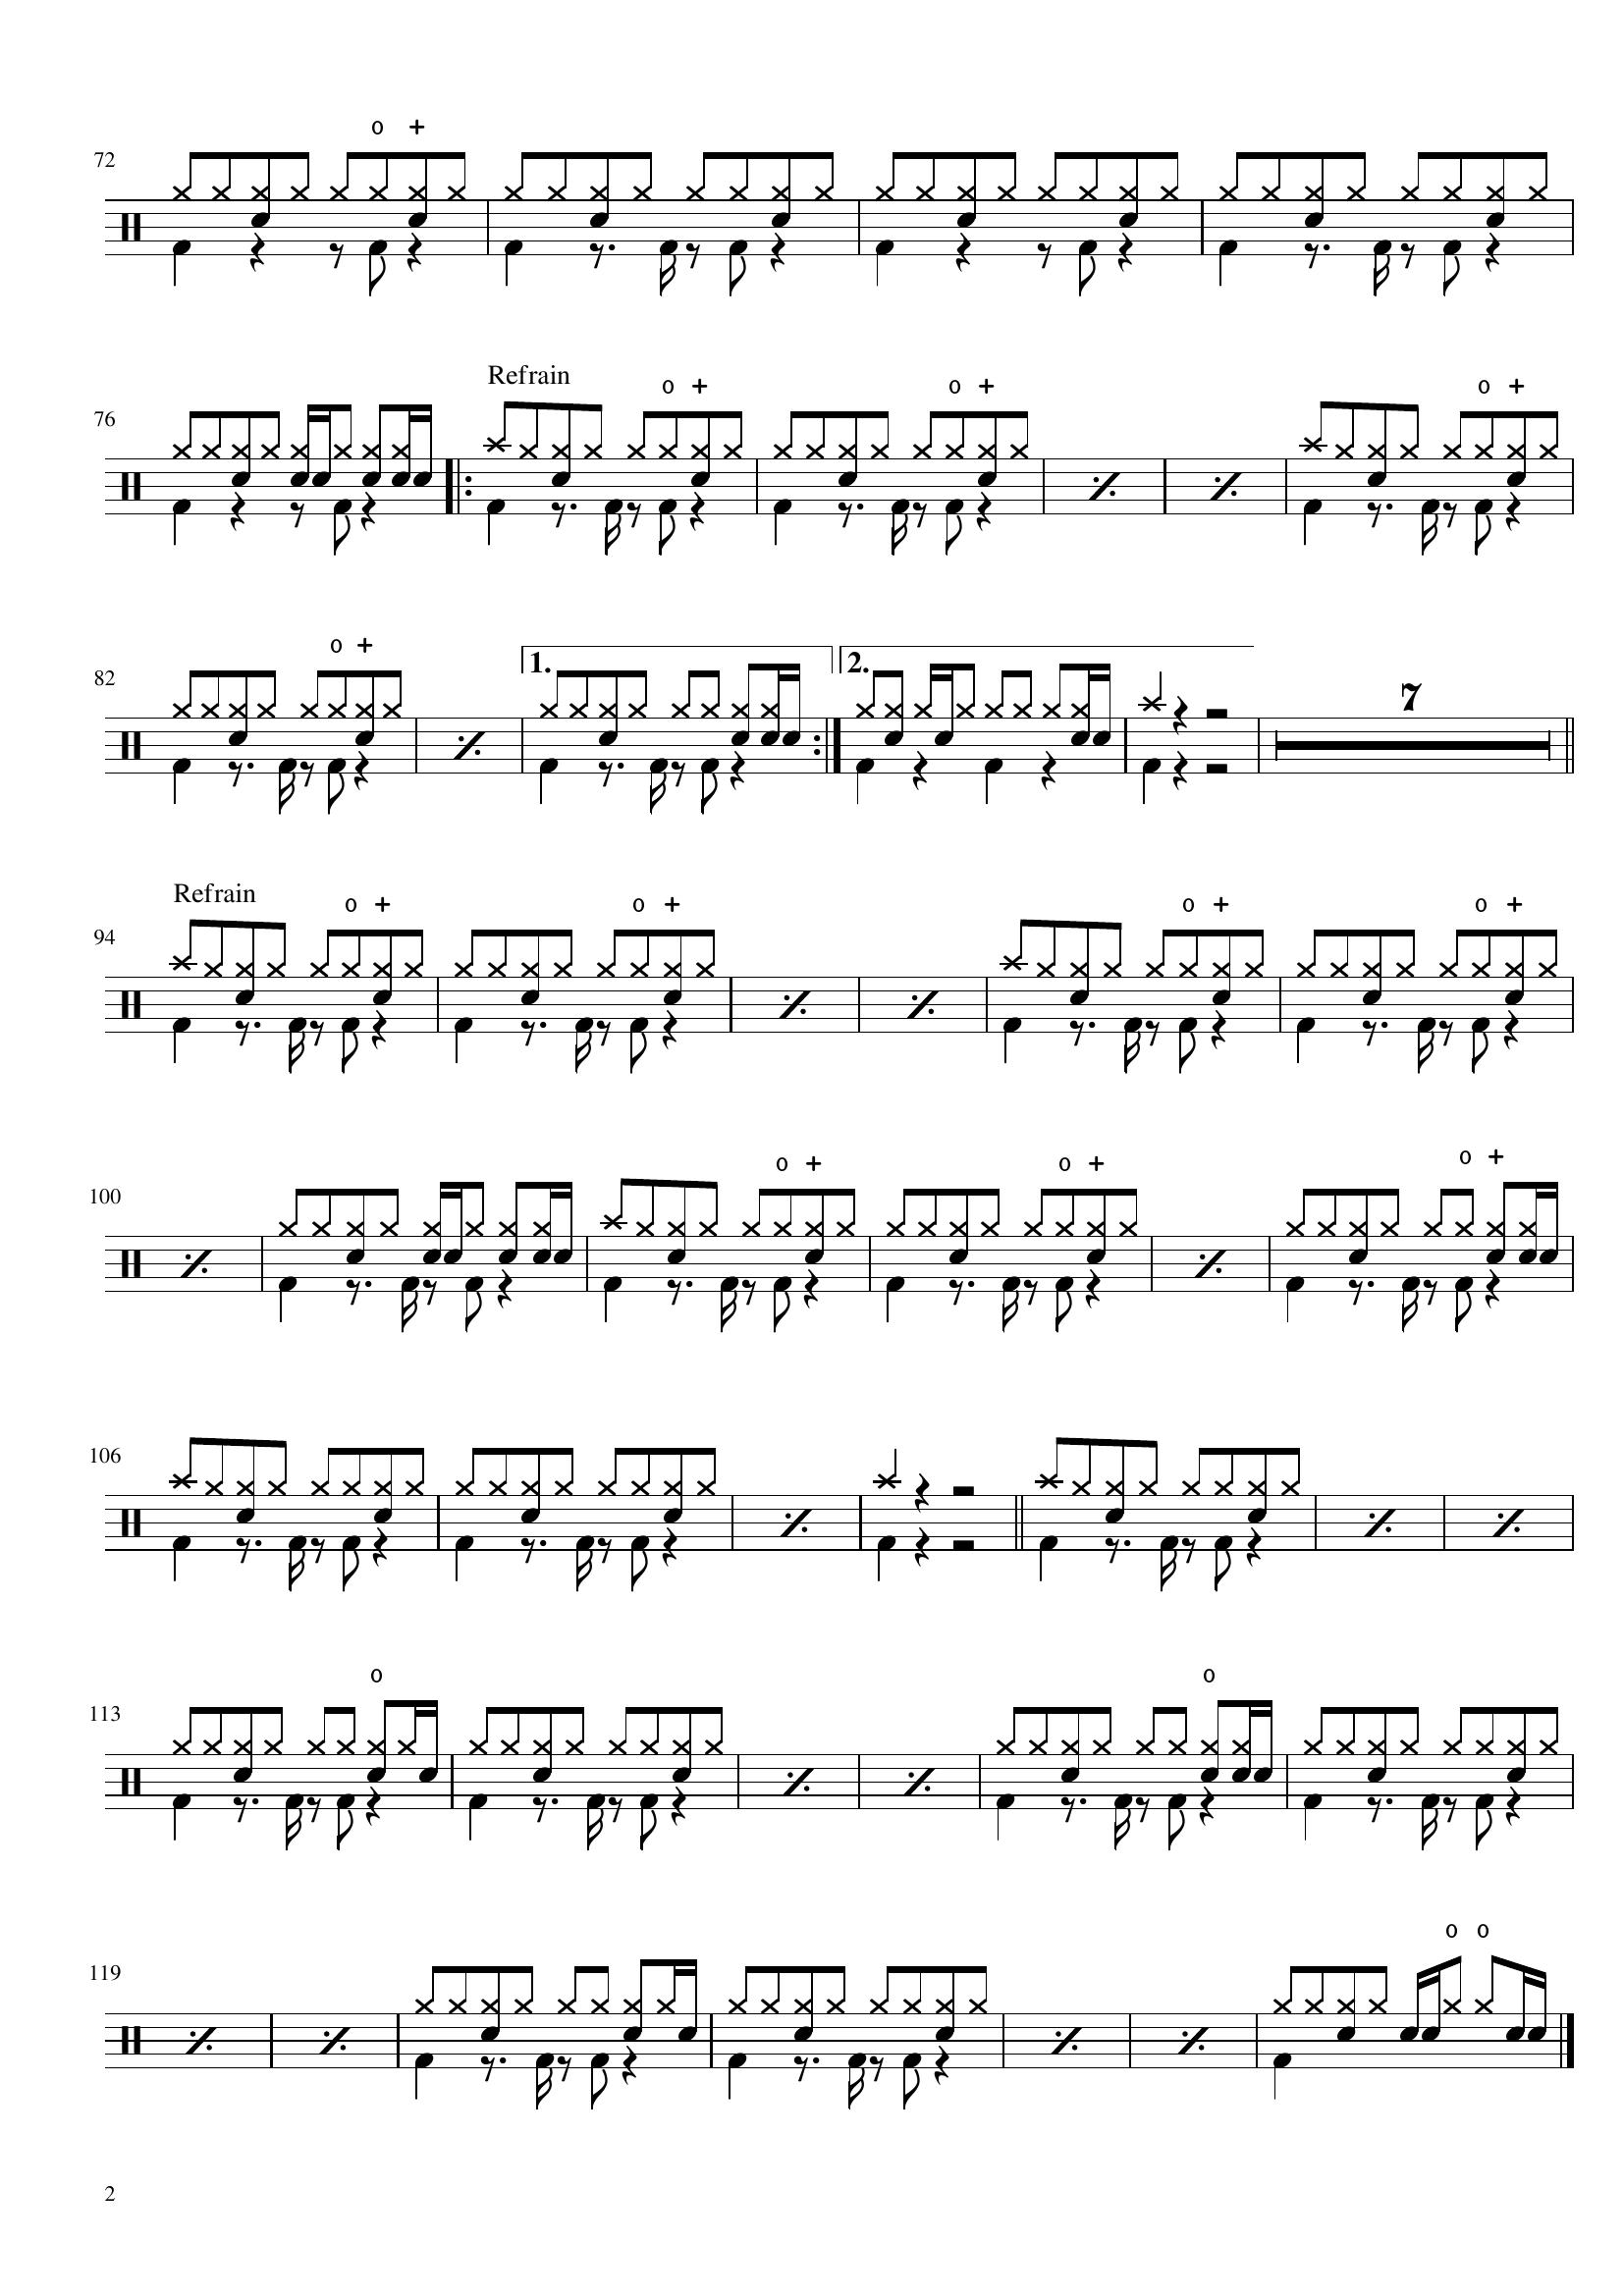 o +
72
Refrain
o + o + o +
76
o +
82
1. 2.
7
Refrain
o + o + o + o +
94
o + o + o +
100
106
o o
113
o o
119
2